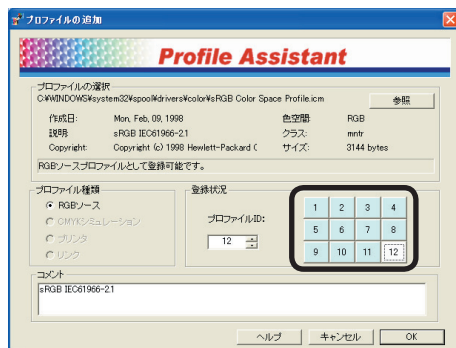 プロファイルの追加
Profile Assistant
プロファイルの選択
C:¥WINDOWS¥system32¥spool¥drivers¥color¥sRGB Color Space Profile.icm
参照
作成日: Mon, Feb, 09, 1998 色空間: RGB
説明: sRGB IEC61966-2.1 クラス: mntr
Copyright: Copyright (c) 1998 Hewlett-Packard ( サイズ: 3144 bytes
RGBソースプロファイルとして登録可能です。
プロファイル種類
RGBソース
CMYKシミュレーション
プリンタ
リンク
登録状況
プロファイルID:
12
1 2 3 4
5 6 7 8
9 10 11 12
コメント
sRGB IEC61966-2.1
ヘルプ キャンセル OK